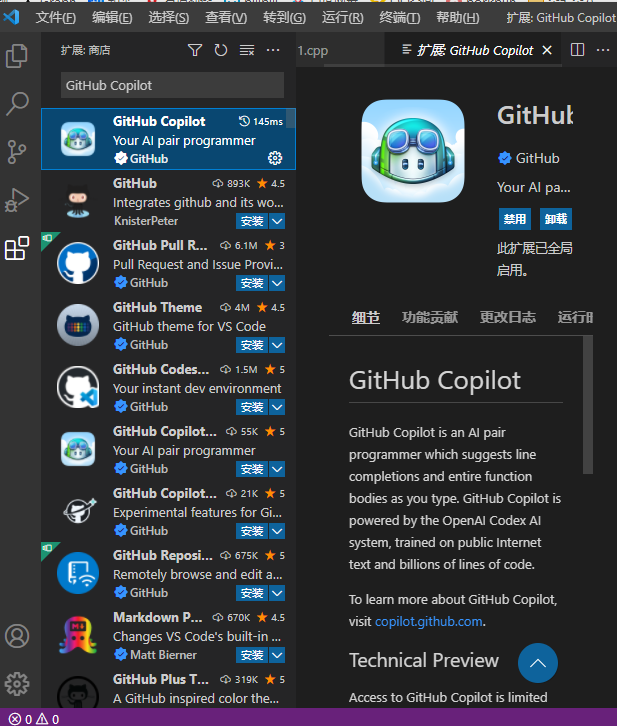 文件(F) 编辑(E) 选择(S) 查看(V) 转到(G) 运行(R) 终端(T) 帮助(H) 扩展: GitHub Copilot
扩展: 商店
GitHub Copilot
GitHub Copilot 145ms
Your AI pair programmer
GitHub
GitHub 893K 4.5
Integrates github and its wo...
KnisterPeter 安装
GitHub Pull R... 6.1M 3
Pull Request and Issue Provi...
GitHub 安装
GitHub Theme 4M 4.5
GitHub theme for VS Code
GitHub 安装
GitHub Codes... 1.5M 5
Your instant dev environment
GitHub 安装
GitHub Copilot... 55K 5
Your AI pair programmer
GitHub 安装
GitHub Copilot... 21K 5
Experimental features for Gi...
GitHub 安装
GitHub Reposi... 675K 5
Remotely browse and edit a...
GitHub 安装
Markdown P... 670K 4.5
Changes VS Code's built-in ...
Matt Bierner 安装
GitHub Plus T... 319K 5
A GitHub inspired color the...
0 0
1.cpp 扩展: GitHub Copilot
GitHub
GitHub
Your AI pa...
禁用 卸载
此扩展已全局
启用。
细节 功能贡献 更改日志 运行时
GitHub Copilot
GitHub Copilot is an AI pair
programmer which suggests line
completions and entire function
bodies as you type. GitHub Copilot is
powered by the OpenAI Codex AI
system, trained on public Internet
text and billions of lines of code.
To learn more about GitHub Copilot,
visit copilot.github.com.
Technical Preview
Access to GitHub Copilot is limited